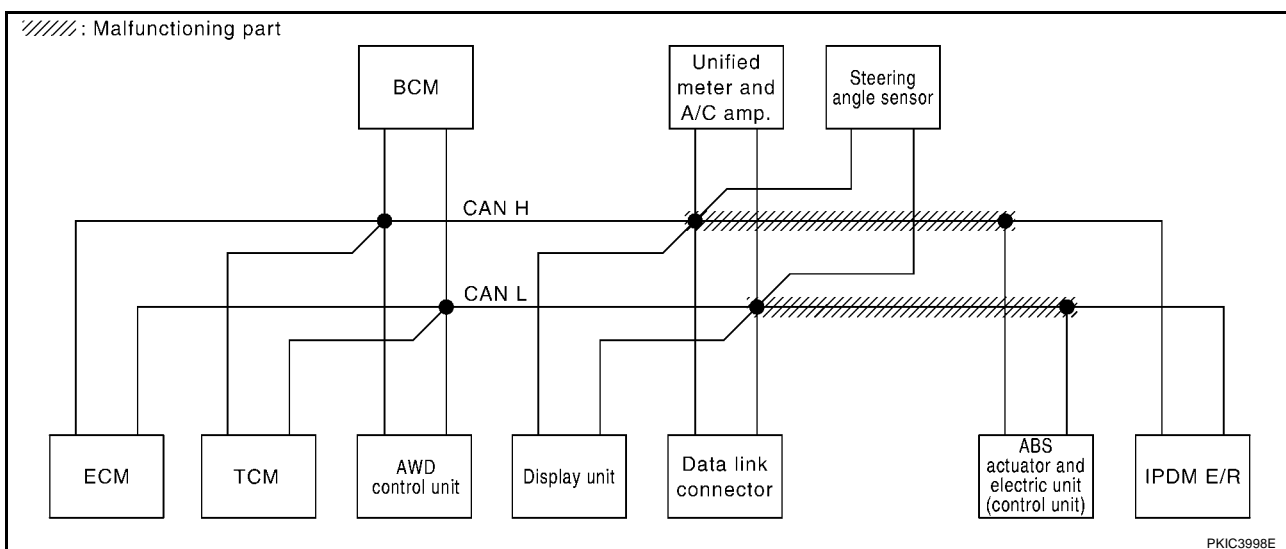 : Malfunctioning part
BCM
Unified
meter and
A/C amp.
Steering
angle sensor
CAN H
CAN L
ECM
TCM
AWD
control unit
Display unit
Data link
connector
ABS
actuator and
electric unit
(control unit)
IPDM E/R
PKIC3998E